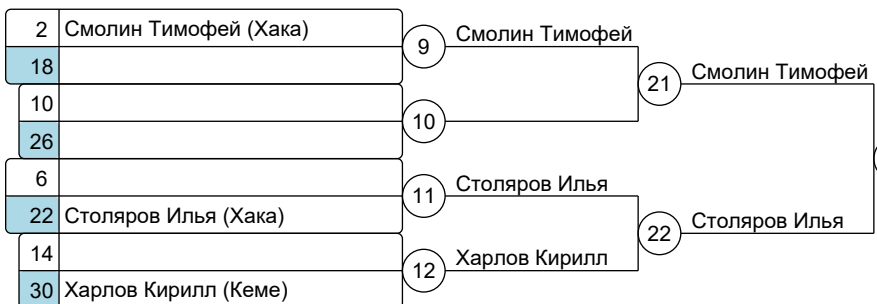 2 Смолин Тимофей (Хака)
18
10
26
6
22 Столяров Илья (Хака)
14
30 Харлов Кирилл (Кеме)
9 Смолин Тимофей
10
11 Столяров Илья
12 Харлов Кирилл
21 Смолин Тимофей
22 Столяров Илья